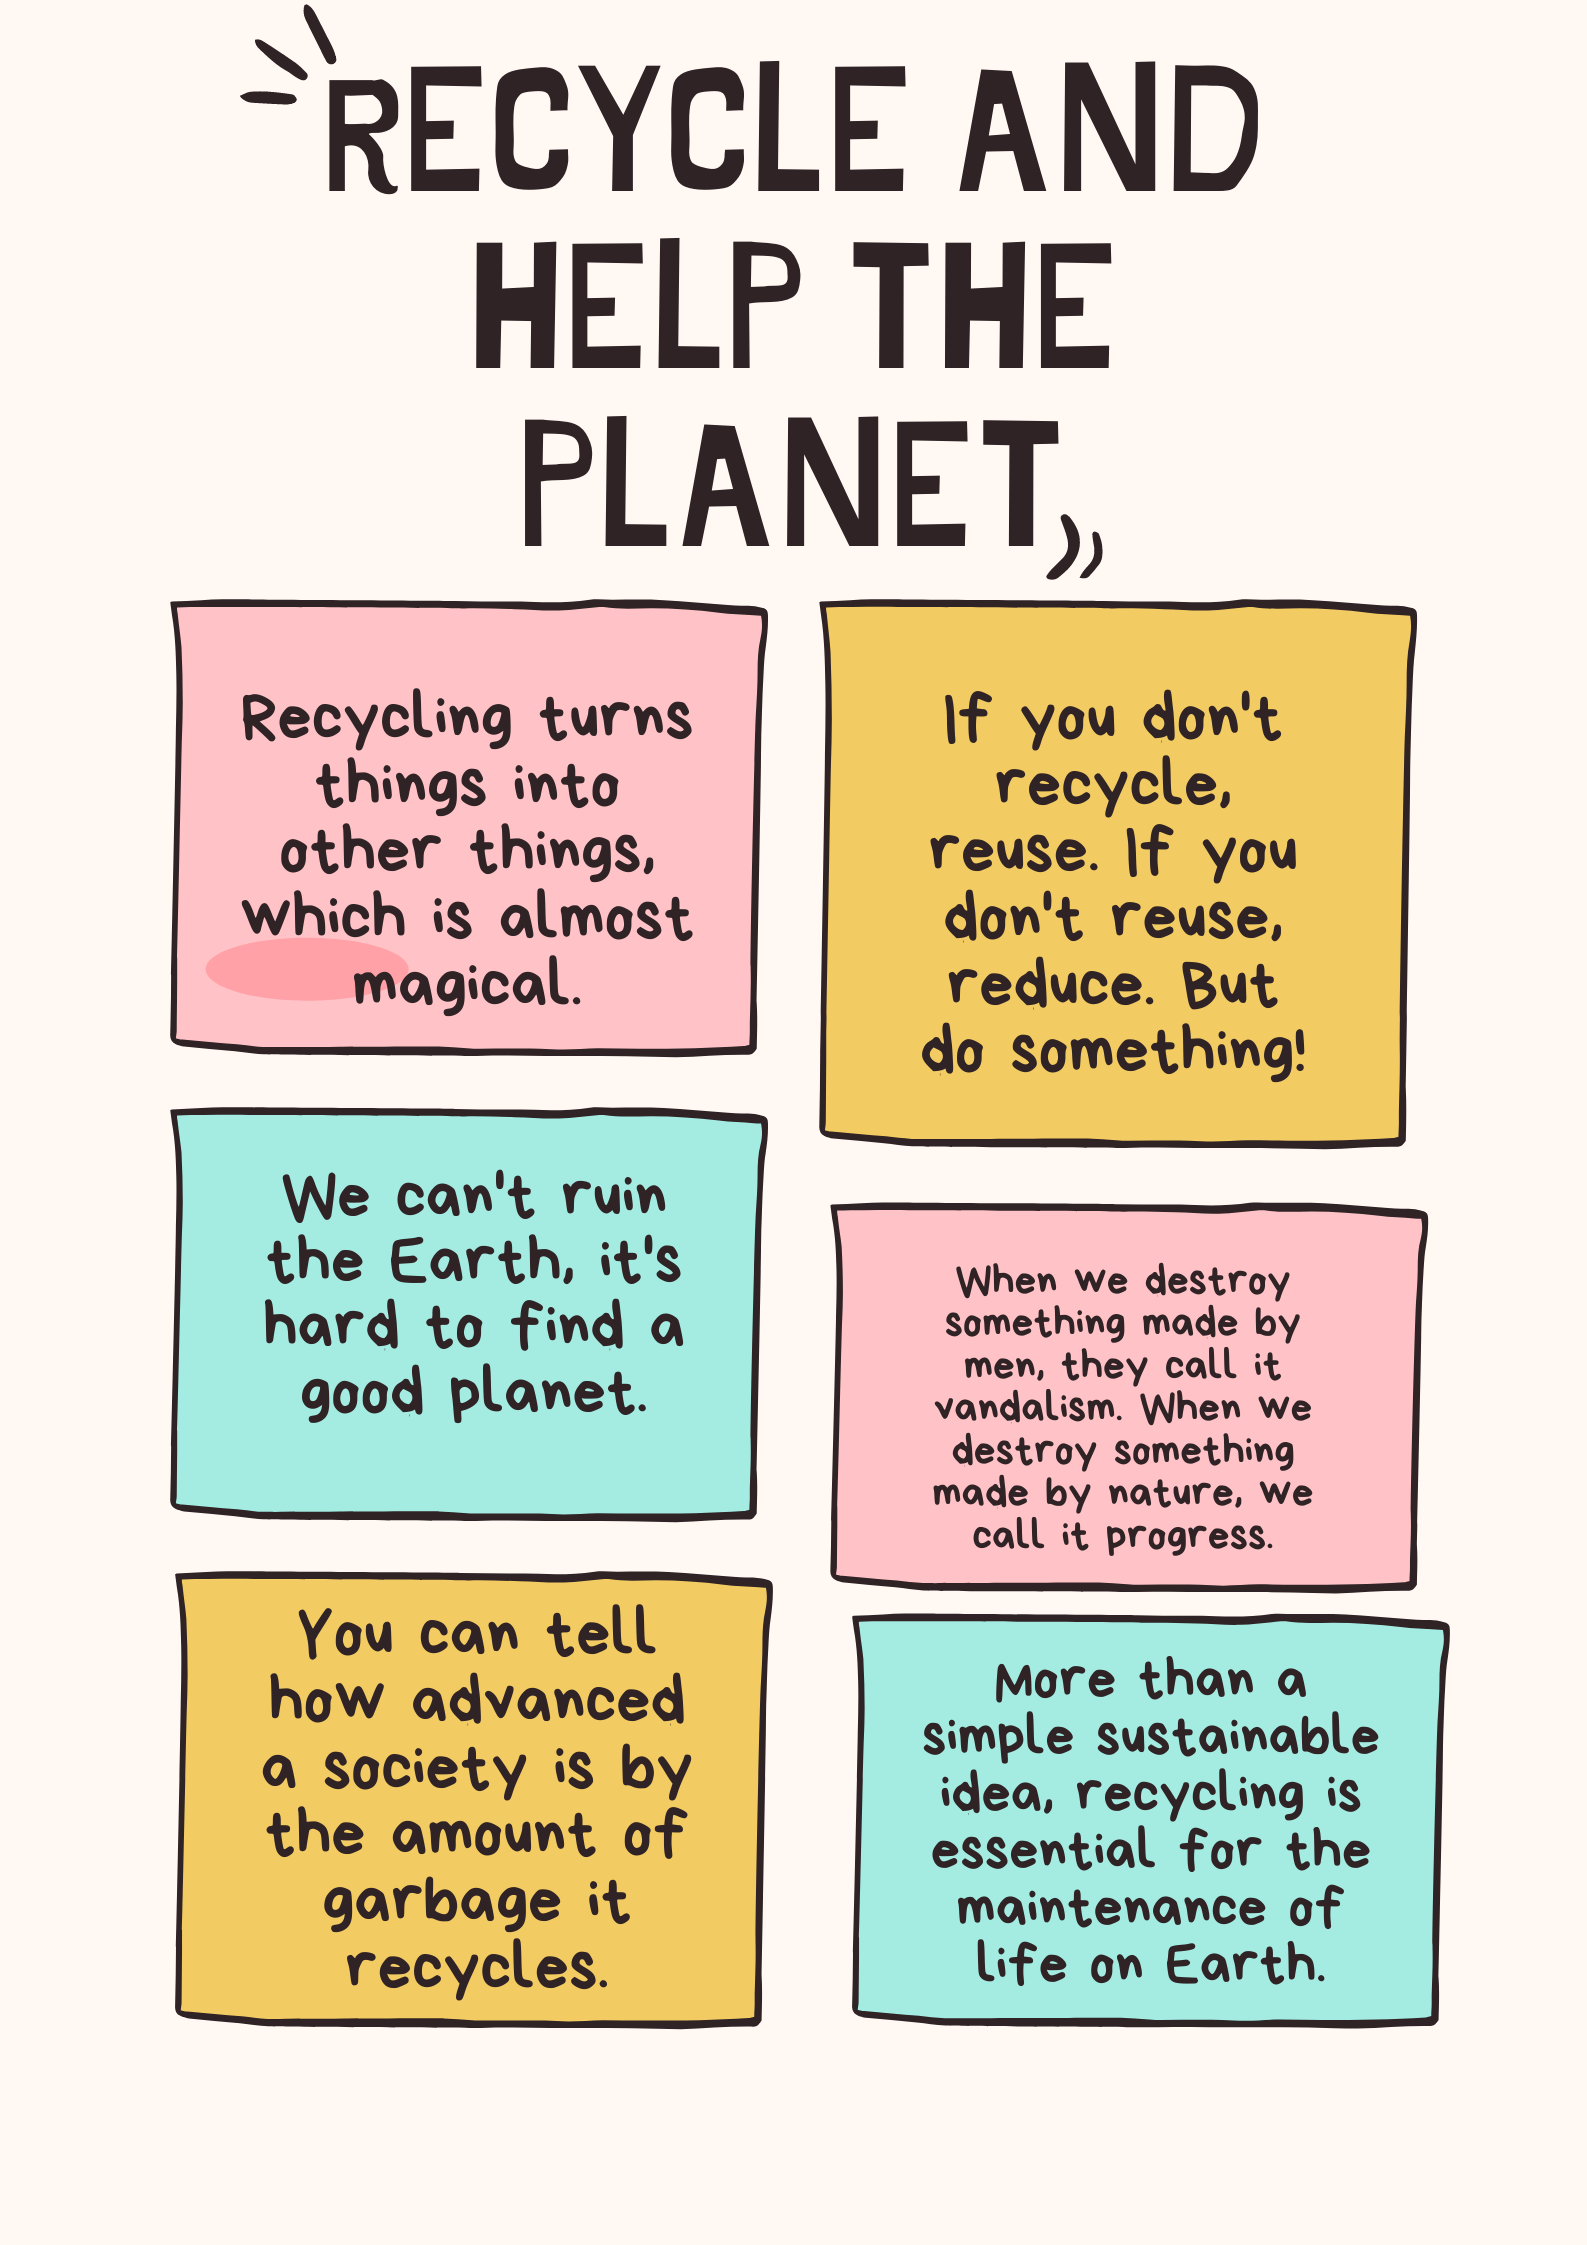 RECYCLE AND
HELP THE
PLANET
Recycling turns
things into
other things,
which is almost
magical.
If you don't
recycle,
reuse. If you
don't reuse,
reduce. But
do something!
We can't ruin
the Earth, it's
hard to find a
good planet.
When we destroy
something made by
men, they call it
vandalism. When we
destroy something
made by nature, we
call it progress.
You can tell
how advanced
a society is by
the amount of
garbage it
recycles.
More than a
simple sustainable
idea, recycling is
essential for the
maintenance of
life on Earth.